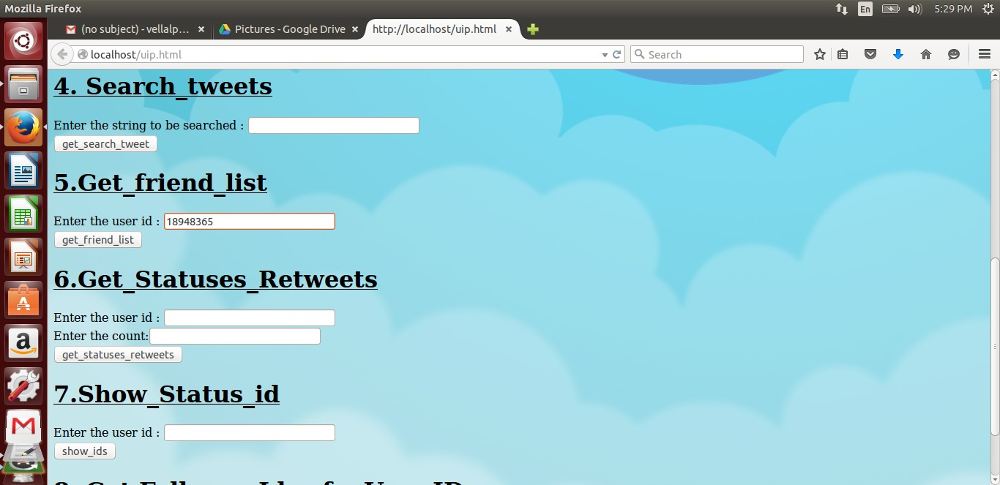 Mozilla Firefox
En
5:29 PM
(no subject) - vellalp...
Pictures - Google Drive
http://localhost/uip.html
localhost/uip.html
Search
4. Search_tweets
Enter the string to be searched :
get_search_tweet
5.Get_friend_list
Enter the user id : 18948365
get_friend_list
6.Get_Statuses_Retweets
Enter the user id :
Enter the count:
get_statuses_retweets
7.Show_Status_id
Enter the user id :
show_ids